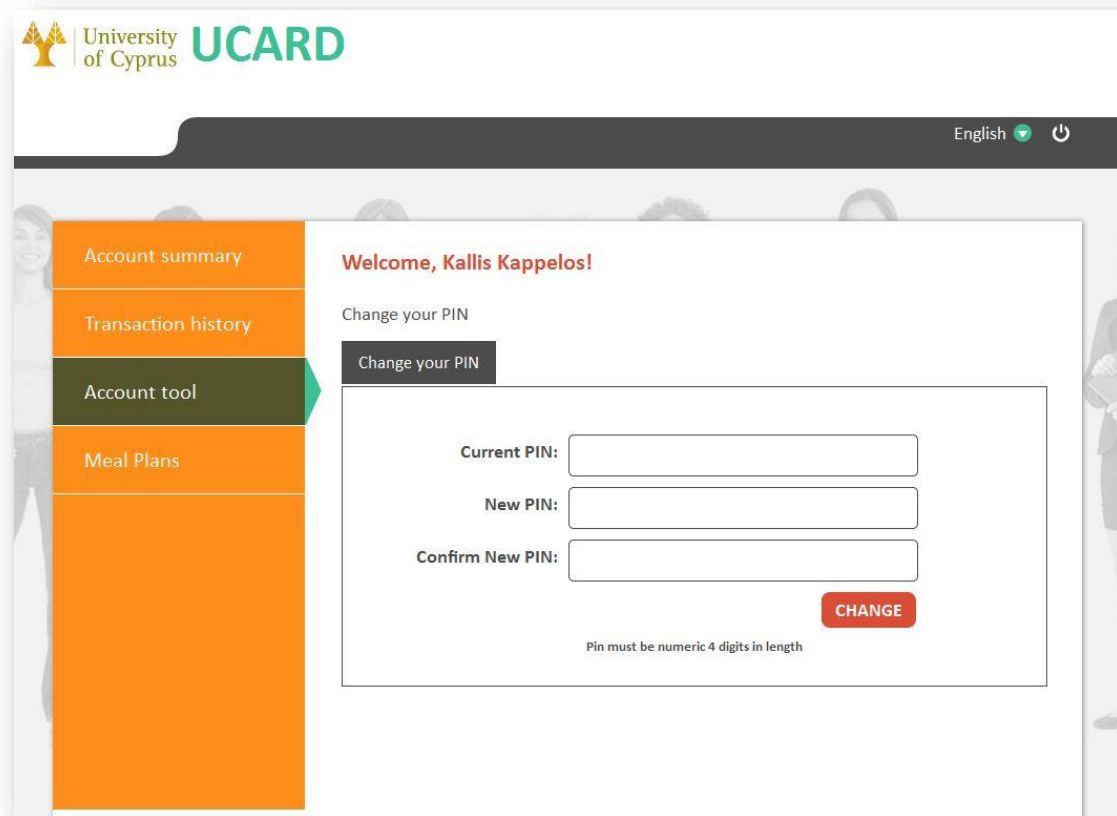 University
of Cyprus
UCARD
English
Account summary
Transaction history
Account tool
Meal Plans
Welcome, Kallis Kappelos!
Change your PIN
Change your PIN
Current PIN:
New PIN:
Confirm New PIN:
CHANGE
Pin must be numeric 4 digits in length